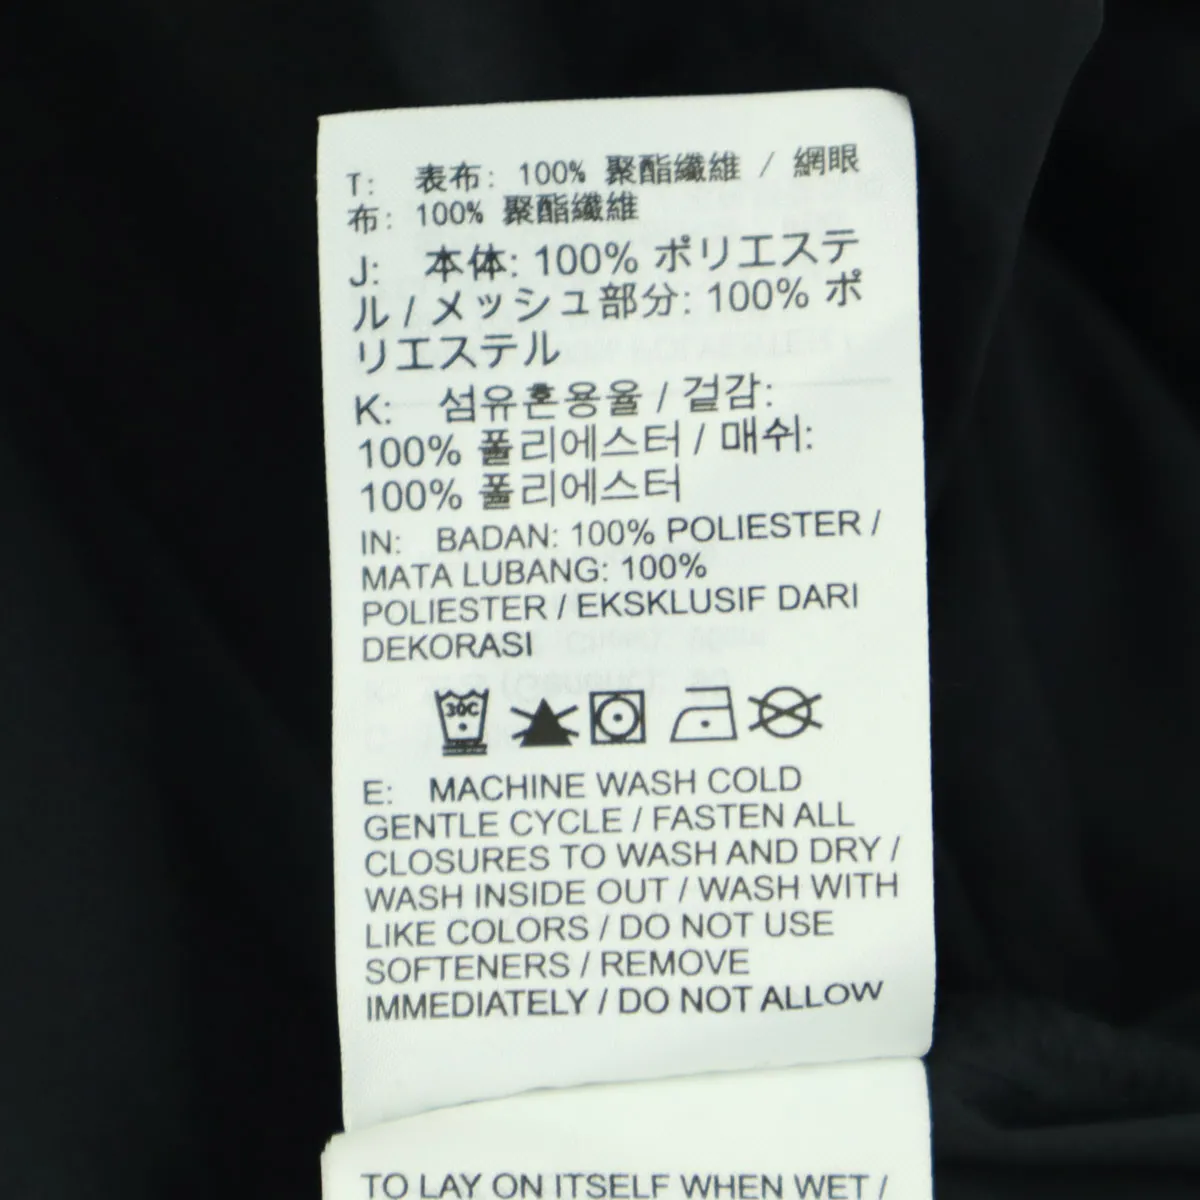 T: 表布: 100% 聚酯纖維 / 網眼
布: 100% 聚酯纖維
J: 本体: 100% ポリエステ
ル / メッシュ部分: 100% ポ
リエステル
K: 섬유혼용율 / 겉감:
100% 폴리에스터 / 매쉬:
100% 폴리에스터
IN: BADAN: 100% POLIESTER /
MATA LUBANG: 100%
POLIESTER / EKSKLUSIF DARI
DEKORASI
30C
E: MACHINE WASH COLD
GENTLE CYCLE / FASTEN ALL
CLOSURES TO WASH AND DRY /
WASH INSIDE OUT / WASH WITH
LIKE COLORS / DO NOT USE
SOFTENERS / REMOVE
IMMEDIATELY / DO NOT ALLOW
TO LAY ON ITSELF WHEN WET /